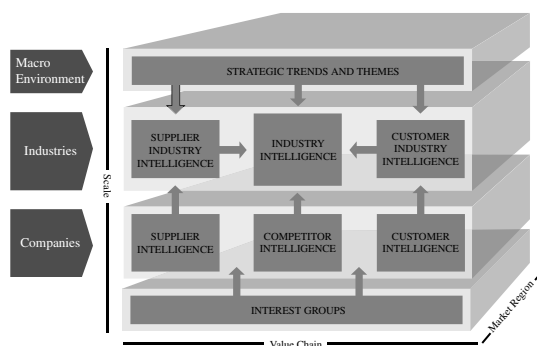 Macro
Environment
STRATEGIC TRENDS AND THEMES
Industries
SUPPLIER
INDUSTRY
INTELLIGENCE
INDUSTRY
INTELLIGENCE
CUSTOMER
INDUSTRY
INTELLIGENCE
Scale
Companies
SUPPLIER
INTELLIGENCE
COMPETITOR
INTELLIGENCE
CUSTOMER
INTELLIGENCE
INTEREST GROUPS
Market Region
Value Chain